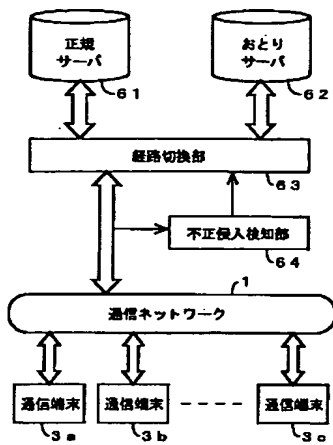 正規
サーバ
61
おとり
サーバ
62
経路切換部
63
不正侵入検知部
64
1
通信ネットワーク
通信端末
3a
通信端末
3b
通信端末
3c